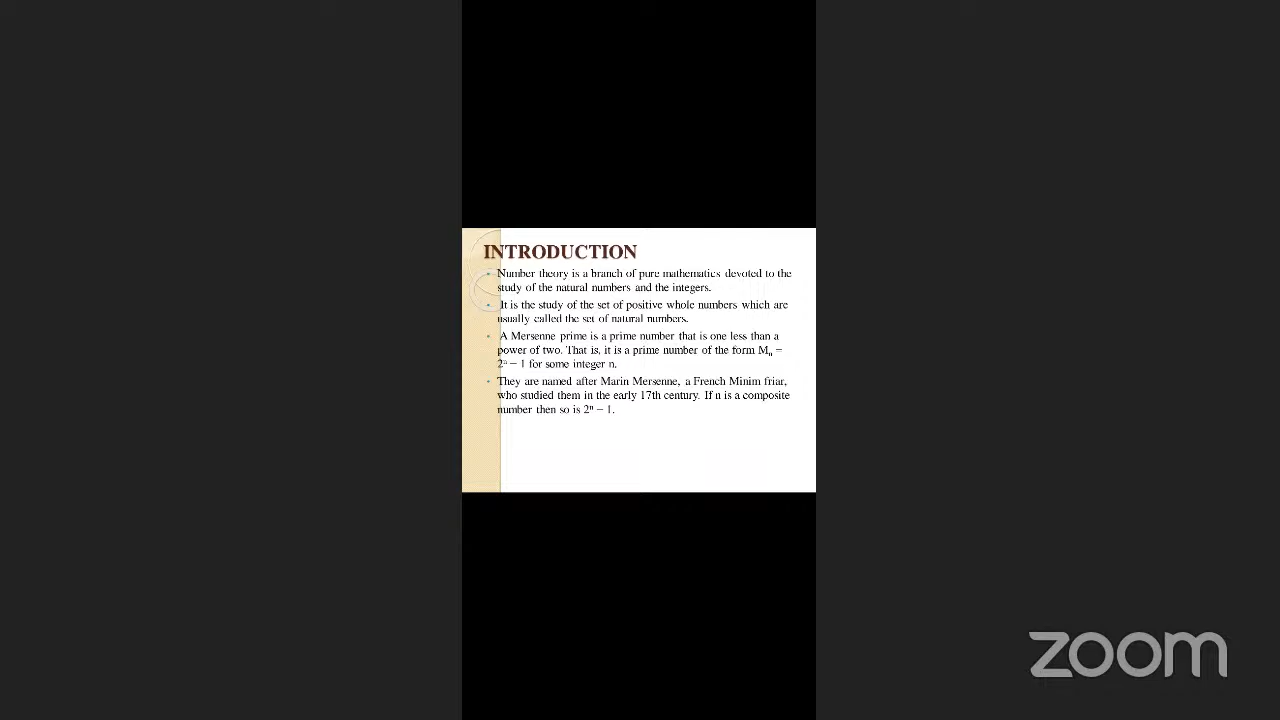 INTRODUCTION
• Number theory is a branch of pure mathematics devoted to the
study of the natural numbers and the integers.
• It is the study of the set of positive whole numbers which are
usually called the set of natural numbers.
• A Mersenne prime is a prime number that is one less than a
power of two. That is, it is a prime number of the form Mₙ =
2ⁿ – 1 for some integer n.
• They are named after Marin Mersenne, a French Minim friar,
who studied them in the early 17th century. If n is a composite
number then so is 2ⁿ – 1.
zoom